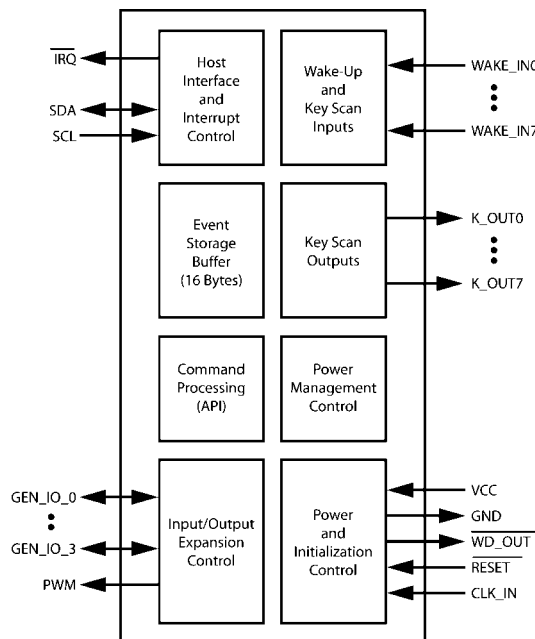 IRQ
SDA
SCL
Host
Interface
and
Interrupt
Control
Wake-Up
and
Key Scan
Inputs
WAKE_IN0
WAKE_IN7
Event
Storage
Buffer
(16 Bytes)
Key Scan
Outputs
K_OUT0
K_OUT7
Command
Processing
(API)
Power
Management
Control
GEN_IO_0
GEN_IO_3
PWM
Input/Output
Expansion
Control
Power
and
Initialization
Control
VCC
GND
WD_OUT
RESET
CLK_IN